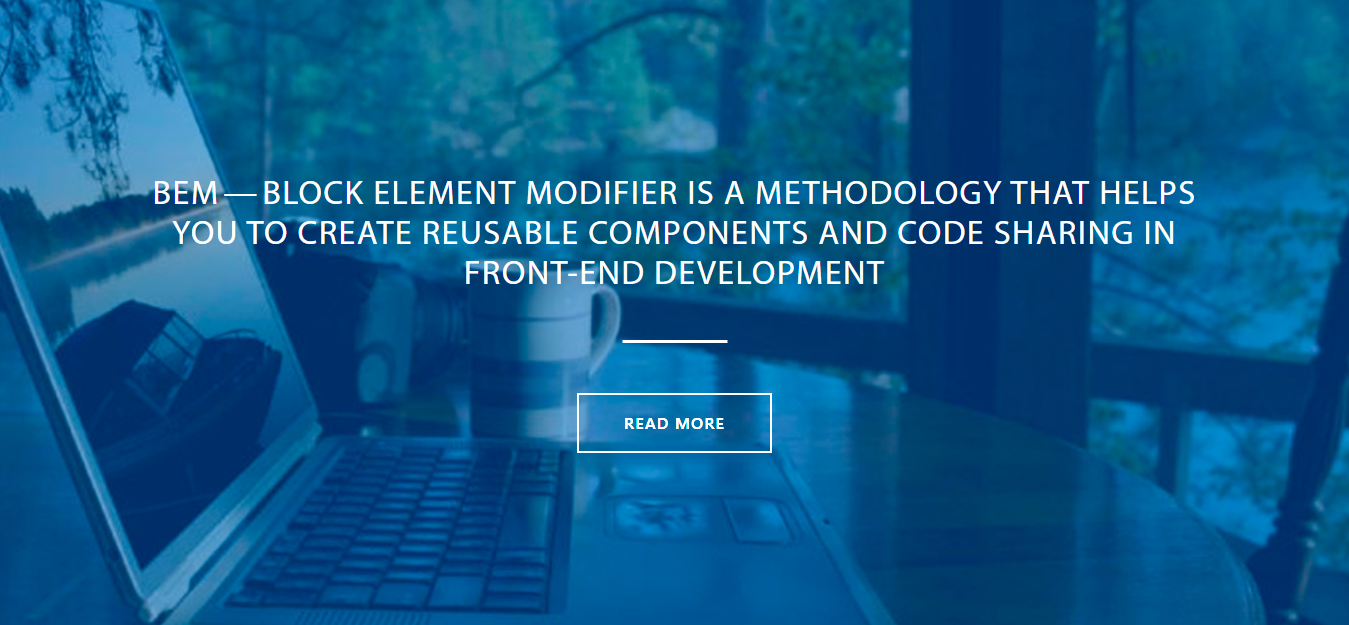 BEM — BLOCK ELEMENT MODIFIER IS A METHODOLOGY THAT HELPS
YOU TO CREATE REUSABLE COMPONENTS AND CODE SHARING IN
FRONT-END DEVELOPMENT
READ MORE